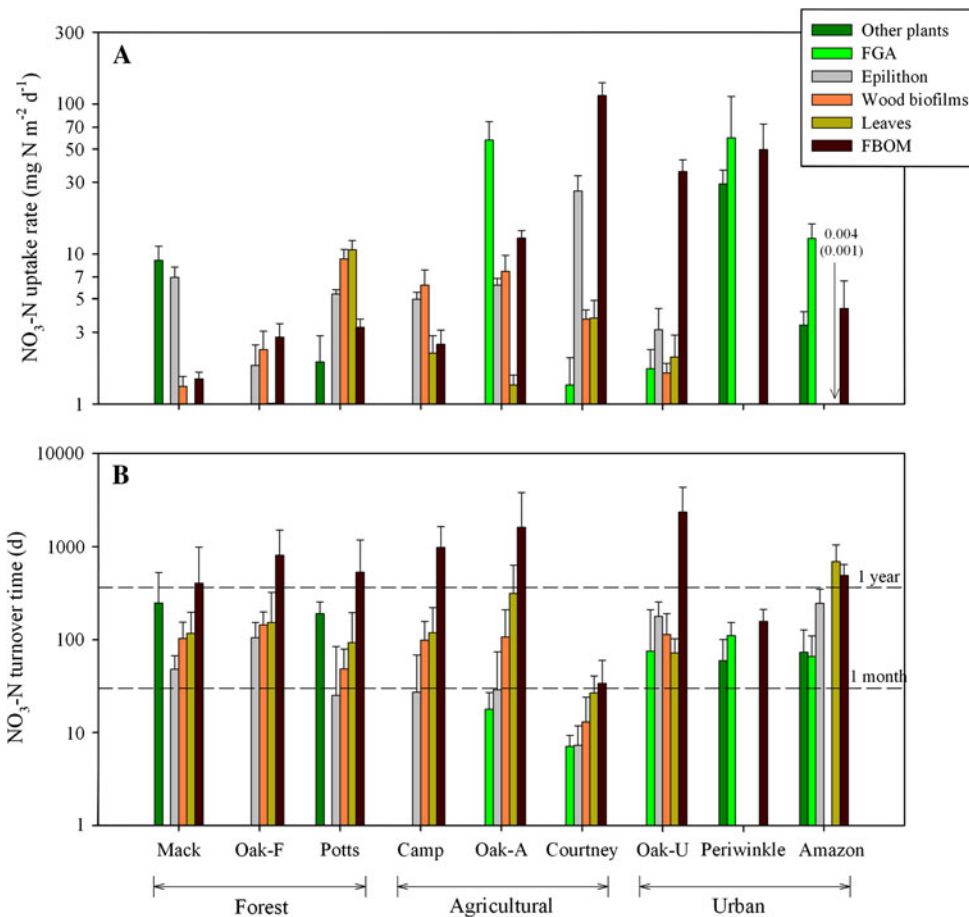 A
NO₃-N uptake rate (mg N m⁻² d⁻¹)
300
100
70
50
30
10
7
5
3
1
Other plants
FGA
Epilithon
Wood biofilms
Leaves
FBOM
0.004
(0.001)
B
NO₃-N turnover time (d)
10000
1000
100
10
1
1 year
1 month
Mack Oak-F Potts Camp Oak-A Courtney Oak-U Periwinkle Amazon
Forest Agricultural Urban